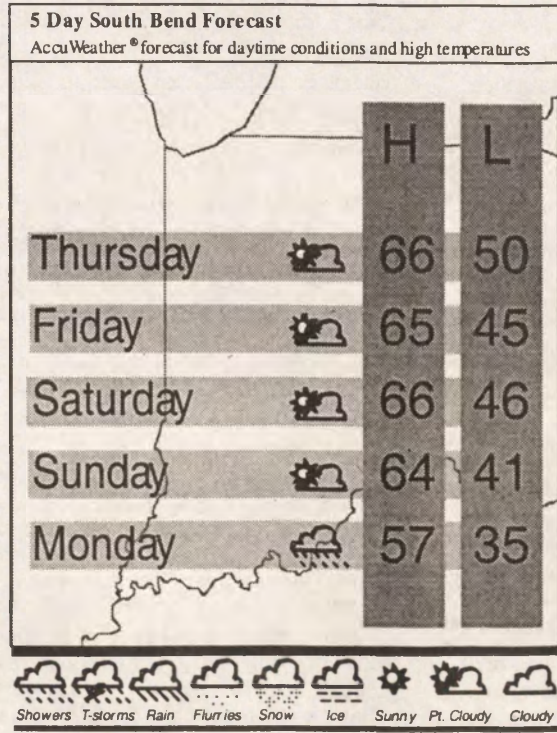 5 Day South Bend Forecast
AccuWeather® forecast for daytime conditions and high temperatures
H L
Thursday 66 50
Friday 65 45
Saturday 66 46
Sunday 64 41
Monday 57 35
Showers T-storms Rain Flurries Snow Ice Sunny Pt. Cloudy Cloudy